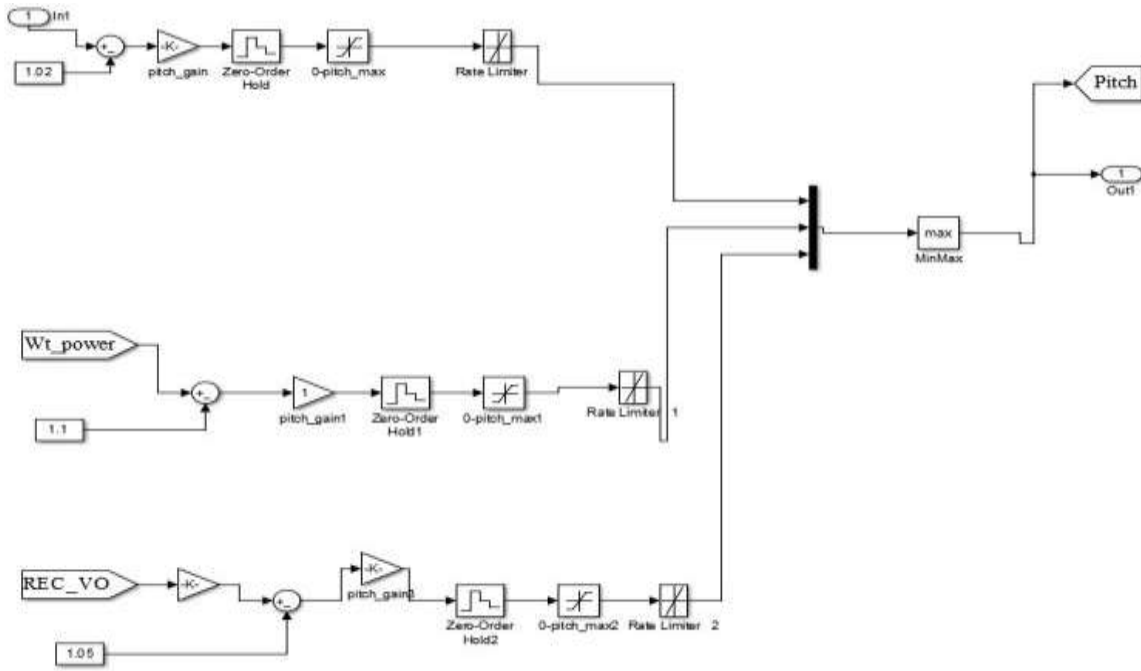 1
In1
+_
-K-
1.02
pitch_gain
Zero-Order
Hold
0-pitch_max
Rate Limiter
Pitch
1
Out1
max
MinMax
Wt_power
+_
1
1.1
pitch_gain1
Zero-Order
Hold1
0-pitch_max1
Rate Limiter 1
REC_VO
-K-
+_
-K-
pitch_gain3
1.05
Zero-Order
Hold2
0-pitch_max2
Rate Limiter 2